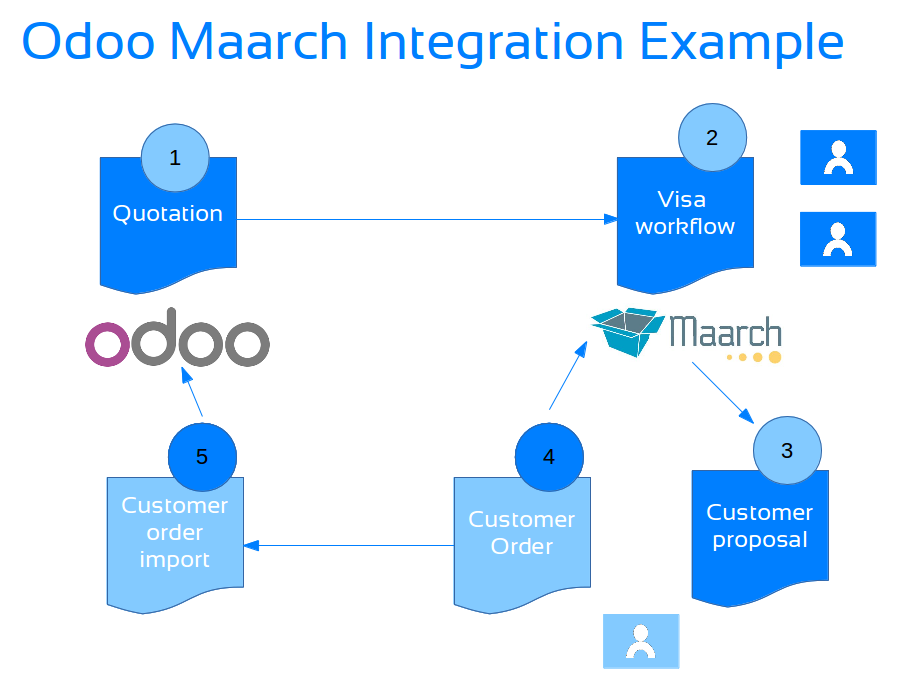 Odoo Maarch Integration Example
1
Quotation
2
Visa
workflow
odoo
Maarch
5
Customer
order
import
4
Customer
Order
3
Customer
proposal